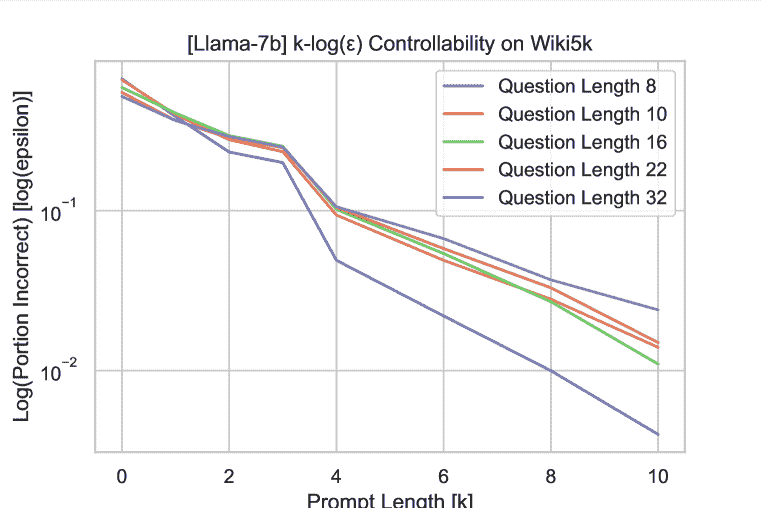 [Llama-7b] k-log(ε) Controllability on Wiki5k
Question Length 8
Question Length 10
Question Length 16
Question Length 22
Question Length 32
Log(Portion Incorrect) [log(epsilon)]
10⁻¹
10⁻²
0 2 4 6 8 10
Prompt Length [k]